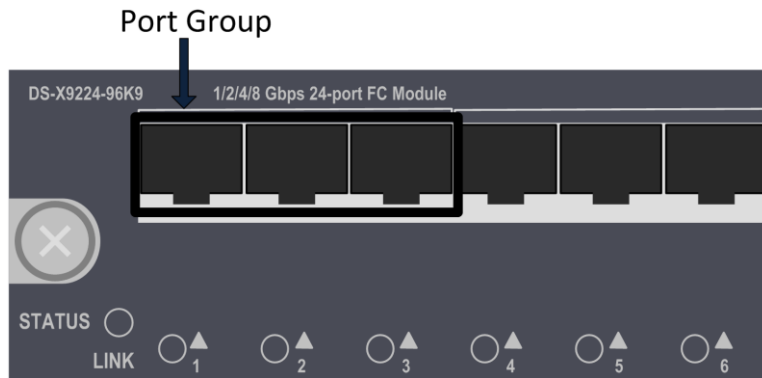 Port Group
DS-X9224-96K9 1/2/4/8 Gbps 24-port FC Module
STATUS
LINK 1 2 3 4 5 6